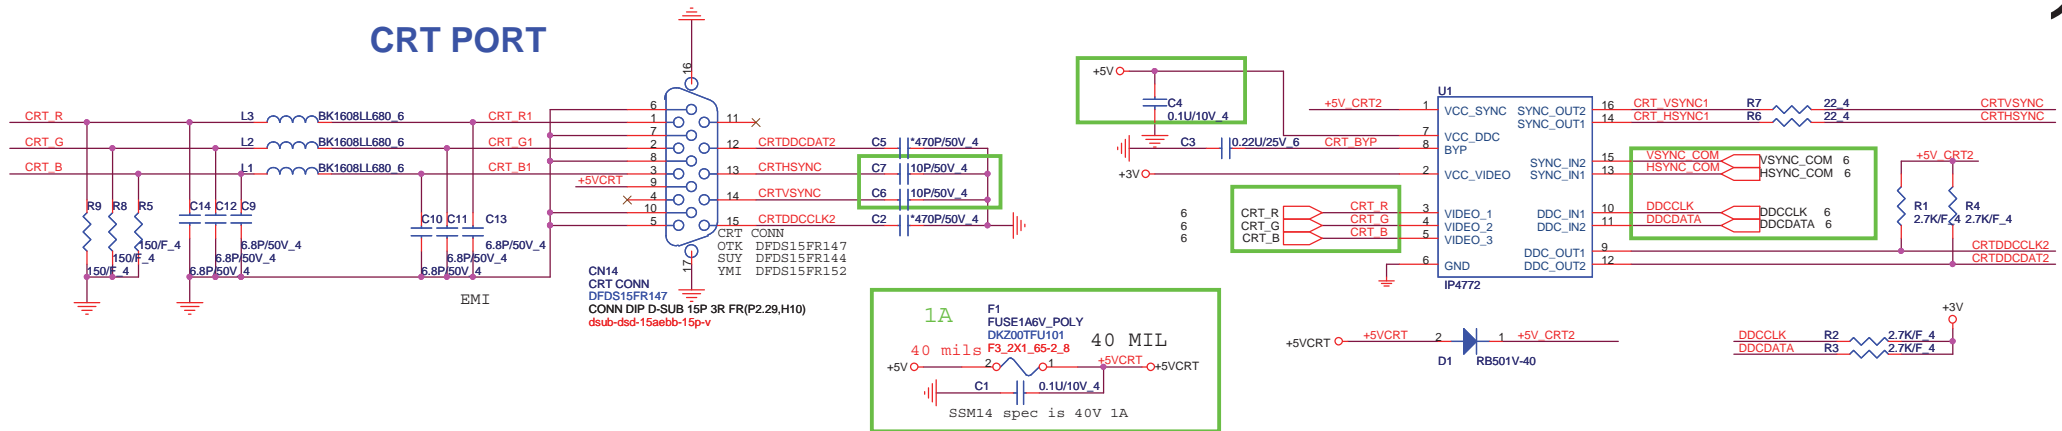 CRT PORT
CRT_R
L3
BK1608LL680_6
CRT_R1
CRT_G
L2
BK1608LL680_6
CRT_G1
CRT_B
L1
BK1608LL680_6
CRT_B1
+5VCRT
R9
R8
R5
150/F_4
150/F_4
150/F_4
C14
C12
C9
6.8P/50V_4
6.8P/50V_4
6.8P/50V_4
C10
C11
C13
6.8P/50V_4
6.8P/50V_4
6.8P/50V_4
EMI
16
6
1
7
2
8
3
9
4
10
5
11
12
13
14
15
17
CRTDDCDAT2
CRTHSYNC
CRTVSYNC
CRTDDCCLK2
C5
*470P/50V_4
C7
10P/50V_4
C6
10P/50V_4
C2
*470P/50V_4
CRT CONN
OTK DFDS15FR147
SUY DFDS15FR144
YMI DFDS15FR152
CN14
CRT CONN
DFDS15FR147
CONN DIP D-SUB 15P 3R FR(P2.29,H10)
dsub-dsd-15aebb-15p-v
1A
F1
FUSE1A6V_POLY
DKZ00TFU101
F3_2X1_65-2_8
40 mils
40 MIL
+5V
2
1
+5VCRT
+5VCRT
C1
0.1U/10V_4
SSM14 spec is 40V 1A
+5V
C4
0.1U/10V_4
C3
0.22U/25V_6
CRT_BYP
+3V
+5V_CRT2
6
CRT_R
CRT_R
6
CRT_G
CRT_G
6
CRT_B
CRT_B
U1
1
VCC_SYNC
7
VCC_DDC
8
BYP
2
VCC_VIDEO
3
VIDEO_1
4
VIDEO_2
5
VIDEO_3
6
GND
SYNC_OUT2
16
SYNC_OUT1
14
SYNC_IN2
15
SYNC_IN1
13
DDC_IN1
10
DDC_IN2
11
DDC_OUT1
9
DDC_OUT2
12
IP4772
CRT_VSYNC1
R7
22_4
CRTVSYNC
CRT_HSYNC1
R6
22_4
CRTHSYNC
VSYNC_COM
VSYNC_COM 6
HSYNC_COM
HSYNC_COM 6
DDCCLK
DDCCLK 6
DDCDATA
DDCDATA 6
+5V_CRT2
R1
2.7K/F_4
R4
2.7K/F_4
CRTDDCCLK2
CRTDDCDAT2
+5VCRT
+5VCRT
2
1
+5V_CRT2
D1
RB501V-40
+3V
DDCCLK
R2
2.7K/F_4
DDCDATA
R3
2.7K/F_4